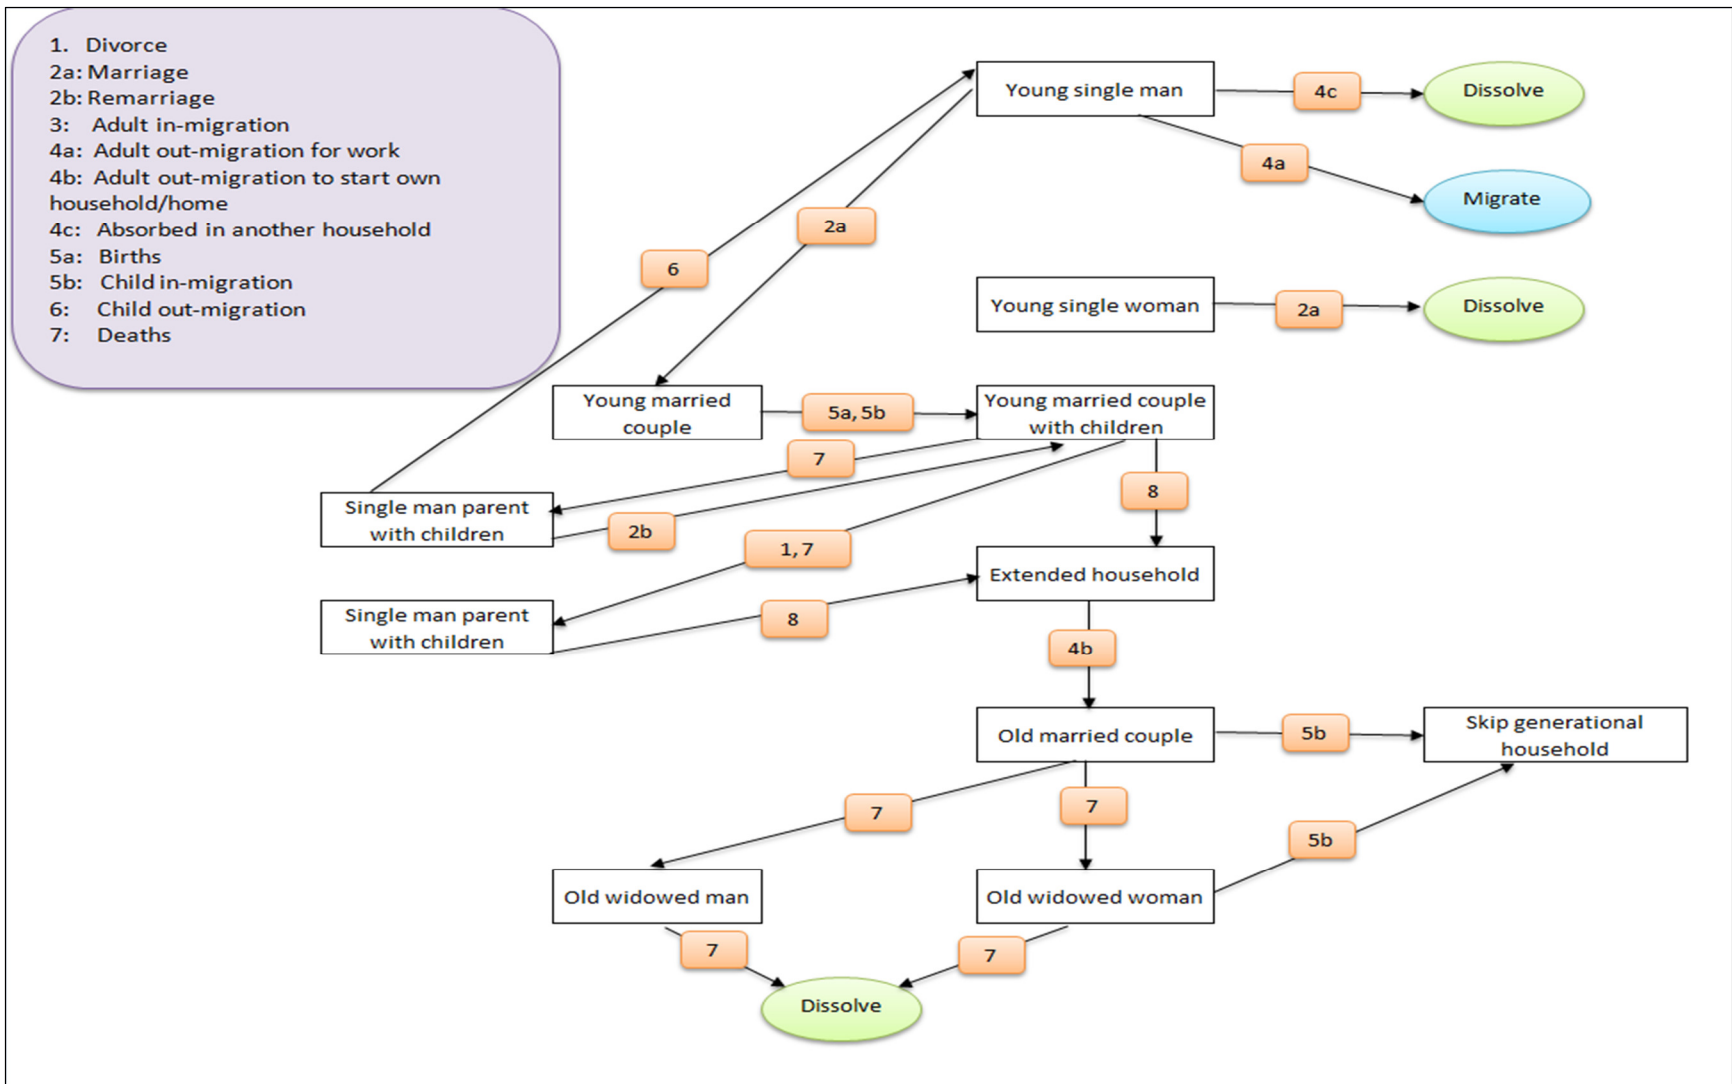 1. Divorce
2a: Marriage
2b: Remarriage
3: Adult in-migration
4a: Adult out-migration for work
4b: Adult out-migration to start own
household/home
4c: Absorbed in another household
5a: Births
5b: Child in-migration
6: Child out-migration
7: Deaths
Young single man
4c
Dissolve
4a
Migrate
2a
6
Young single woman
2a
Dissolve
Young married
couple
5a, 5b
Young married couple
with children
7
8
Single man parent
with children
2b
1, 7
Extended household
Single man parent
with children
8
4b
Old married couple
5b
Skip generational
household
7
7
5b
Old widowed man
Old widowed woman
7
7
Dissolve